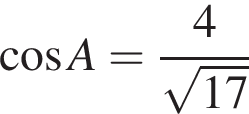 cos A = 4/√17